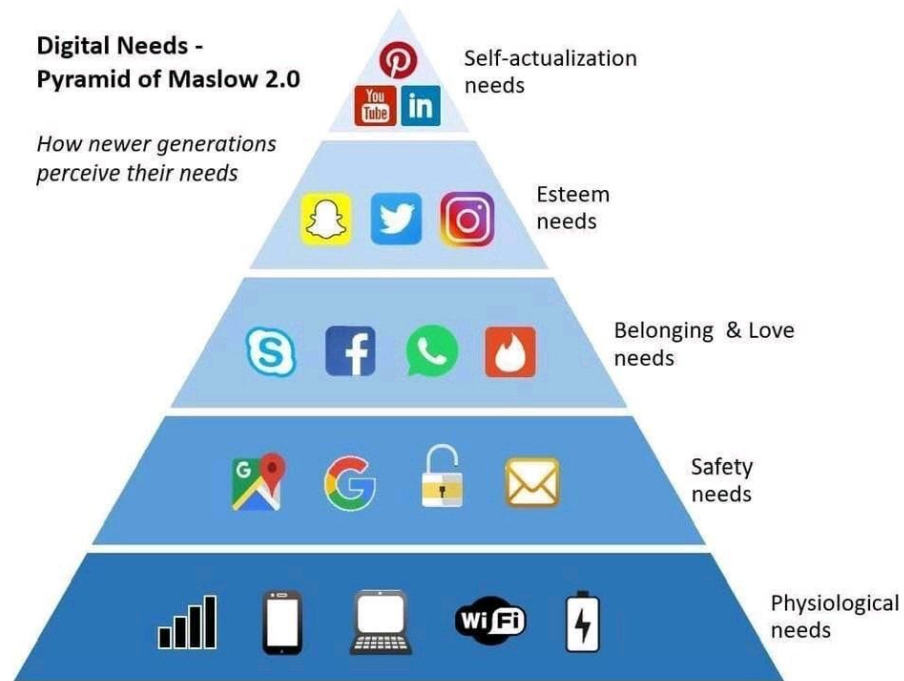 Digital Needs -
Pyramid of Maslow 2.0
How newer generations
perceive their needs
Self-actualization
needs
You
Tube
in
Esteem
needs
Belonging & Love
needs
S
f
Safety
needs
G
G
Physiological
needs
Wi Fi